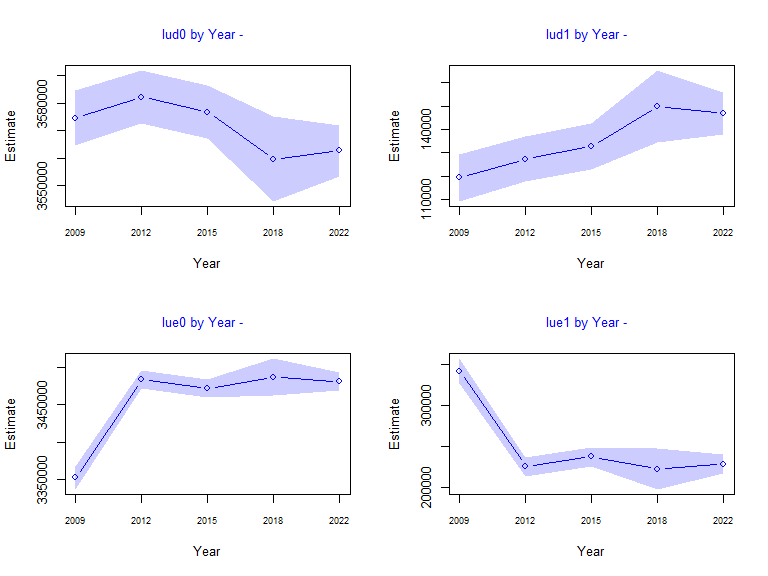 lud0 by Year -
Estimate
3580000
3550000
2009 2012 2015 2018 2022
Year
lud1 by Year -
Estimate
140000
110000
2009 2012 2015 2018 2022
Year
lue0 by Year -
Estimate
3450000
3350000
2009 2012 2015 2018 2022
Year
lue1 by Year -
Estimate
300000
200000
2009 2012 2015 2018 2022
Year